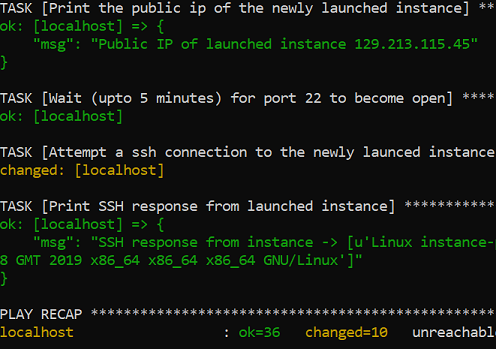 TASK [Print the public ip of the newly launched instance] **
ok: [localhost] => {
    "msg": "Public IP of launched instance 129.213.115.45"
}
TASK [Wait (upto 5 minutes) for port 22 to become open] ****
ok: [localhost]
TASK [Attempt a ssh connection to the newly launced instance
changed: [localhost]
TASK [Print SSH response from launched instance] ***********
ok: [localhost] => {
    "msg": "SSH response from instance -> [u'Linux instance-
8 GMT 2019 x86_64 x86_64 x86_64 GNU/Linux']"
}
PLAY RECAP *********************************************
localhost                  : ok=36   changed=10   unreachabl